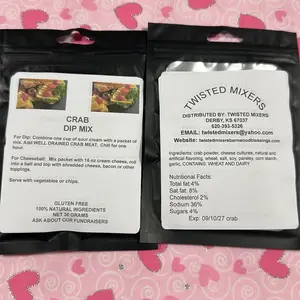 CRAB
DIP MIX
For Dip: Combine one cup of sour cream with a packet of
mix. Add WELL DRAINED CRAB MEAT. Chill for one
hour.
For Cheeseball: Mix packet with 16 oz cream cheese, roll
into a ball and top with shredded cheese, bacon or other
toppings.
Serve with vegetables or chips.
GLUTEN FREE
100% NATURAL INGREDIENTS
NET 30 GRAMS
ASK ABOUT OUR FUNDRAISERS
TWISTED MIXERS
DISTRIBUTED BY: TWISTED MIXERS
DERBY, KS 67037
620-393-5326
EMAIL: twistedmixers@yahoo.com
Website: twistedmixersbarnwoodblessings.com
Ingredients: crab powder, cheese cultures, natural and
artificial flavoring, wheat, salt, soy, parsley, corn starch,
garlic, CONTAINS: WHEAT AND DAIRY
Nutritional Facts:
Total fat 4%
Sat fat: 8%
Cholesterol 2%
Sodium 36%
Sugars 4%
Exp: 09/10/27 crab